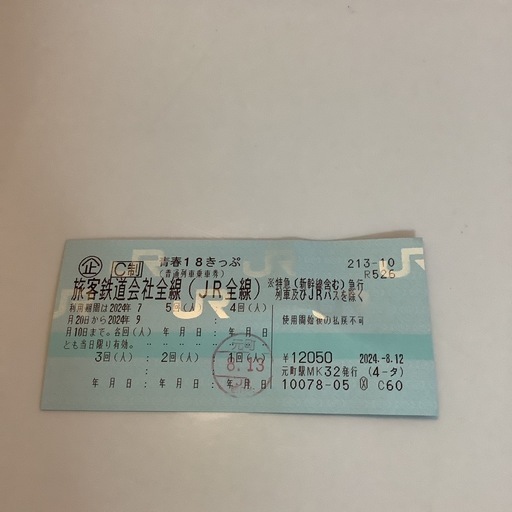 企 C制 青春18きっぷ 213-10
(普通列車乗車券) R526
旅客鉄道会社全線(JR全線) ※特急(新幹線含む)急行
列車及びJRバスを除く
利用期間は2024年 7 5回(人) : 4回(人) :
月20日から2024年 9 : : 使用開始後の払戻不可
月10日まで。各回(人) 年 月 日 年 月 日
とも当日限り有効。
3回(人) : 2回(人) : 1回(人) ¥12050 2024.-8.12
: : 元町
8.13
JR
元町駅MK32発行 (4-タ)
年 月 日 年 月 日 年 月 日 10078-05 C60